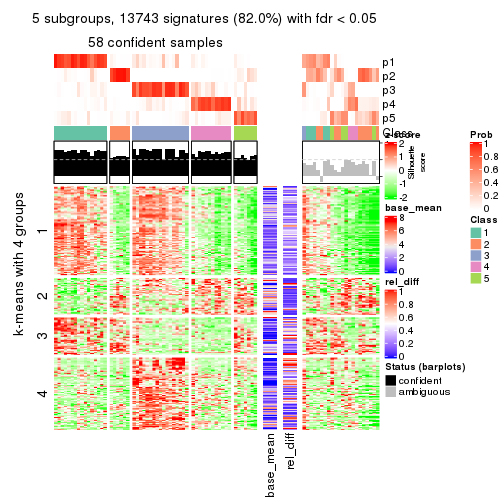 5 subgroups, 13743 signatures (82.0%) with fdr < 0.05
58 confident samples
p1
p2
p3
p4
p5
Class
z-score
2
1
0
-1
-2
Silhouette
score
k-means with 4 groups
1
2
3
4
base_mean
rel_diff
base_mean
8
6
4
2
0
rel_diff
1
0.8
0.6
0.4
0.2
0
Status (barplots)
confident
ambiguous
Prob
1
0.8
0.6
0.4
0.2
0
Class
1
2
3
4
5